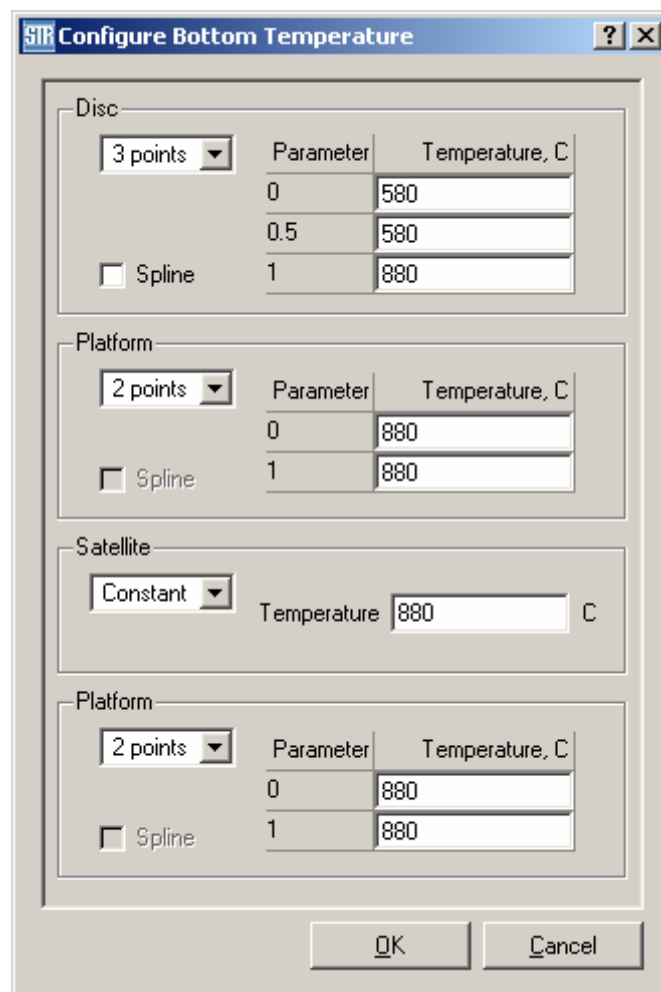 STR Configure Bottom Temperature ? X
Disc
3 points
Parameter Temperature, C
0 580
0.5 580
Spline 1 880
Platform
2 points
Parameter Temperature, C
0 880
Spline 1 880
Satellite
Constant
Temperature 880 C
Platform
2 points
Parameter Temperature, C
0 880
Spline 1 880
OK Cancel